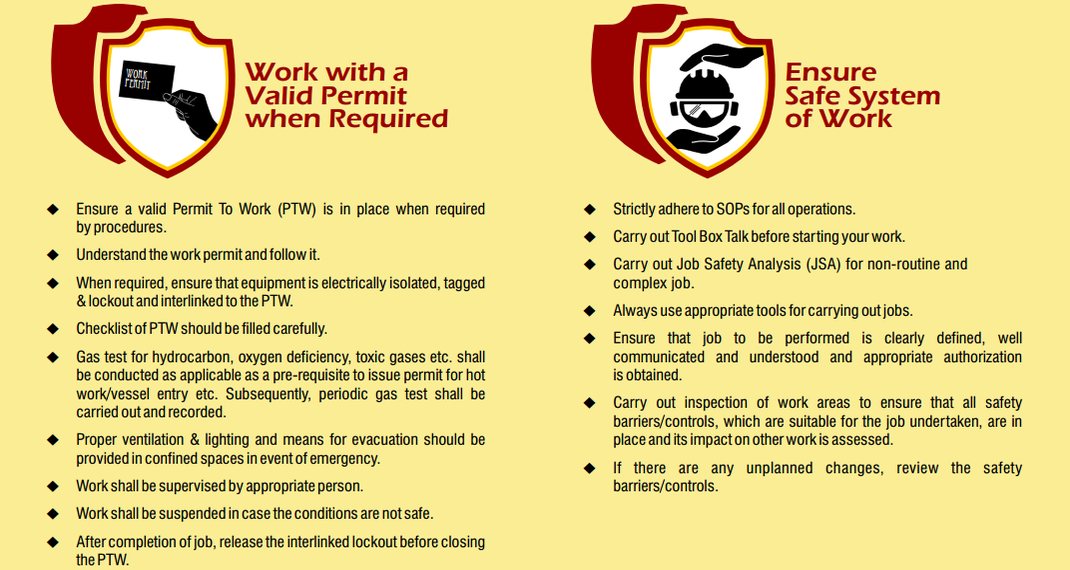 WORK
PERMIT
Work with a
Valid Permit
when Required
◆ Ensure a valid Permit To Work (PTW) is in place when required
by procedures.
◆ Understand the work permit and follow it.
◆ When required, ensure that equipment is electrically isolated, tagged
& lockout and interlinked to the PTW.
◆ Checklist of PTW should be filled carefully.
◆ Gas test for hydrocarbon, oxygen deficiency, toxic gases etc. shall
be conducted as applicable as a pre-requisite to issue permit for hot
work/vessel entry etc. Subsequently, periodic gas test shall be
carried out and recorded.
◆ Proper ventilation & lighting and means for evacuation should be
provided in confined spaces in event of emergency.
◆ Work shall be supervised by appropriate person.
◆ Work shall be suspended in case the conditions are not safe.
◆ After completion of job, release the interlinked lockout before closing
the PTW.
Ensure
Safe System
of Work
◆ Strictly adhere to SOPs for all operations.
◆ Carry out Tool Box Talk before starting your work.
◆ Carry out Job Safety Analysis (JSA) for non-routine and
complex job.
◆ Always use appropriate tools for carrying out jobs.
◆ Ensure that job to be performed is clearly defined, well
communicated and understood and appropriate authorization
is obtained.
◆ Carry out inspection of work areas to ensure that all safety
barriers/controls, which are suitable for the job undertaken, are in
place and its impact on other work is assessed.
◆ If there are any unplanned changes, review the safety
barriers/controls.